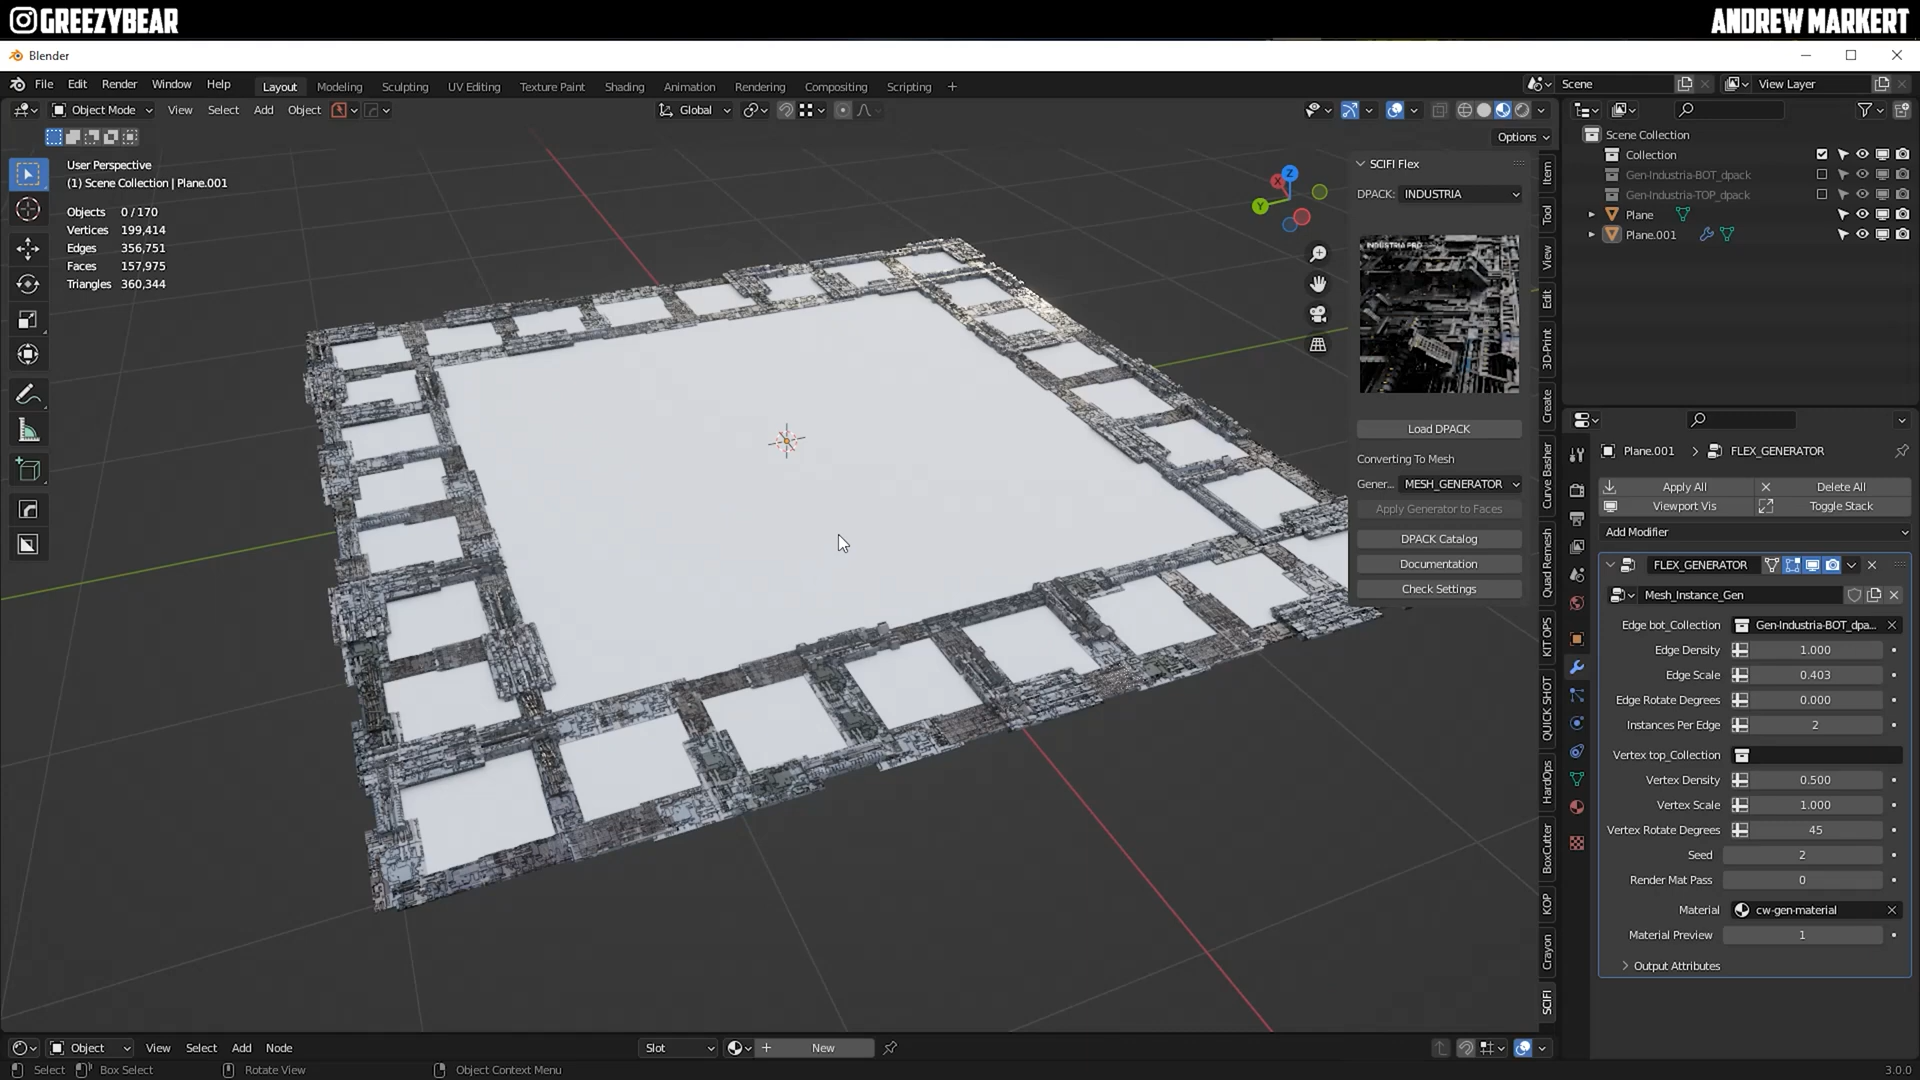 GREEZYBEAR
ANDREW MARKERT
Blender
File Edit Render Window Help
Layout Modeling Sculpting UV Editing Texture Paint Shading Animation Rendering Compositing Scripting +
Scene
View Layer
Object Mode View Select Add Object
Global
Options
User Perspective
(1) Scene Collection | Plane.001
Objects 0 / 170
Vertices 199,414
Edges 356,751
Faces 157,975
Triangles 360,344
X
Y
Z
SCIFI Flex
DPACK: INDUSTRIA
INDUSTRIA PRO
Load DPACK
Converting To Mesh
Gener... MESH_GENERATOR
Apply Generator to Faces
DPACK Catalog
Documentation
Check Settings
Item
Tool
View
Edit
3D-Print
Create
Curve Basher
Quad Remesh
KIT OPS
QUICK SHOT
HardOps
BoxCutter
KOP
Crayon
SCIFI
Scene Collection
Collection
Gen-Industria-BOT_dpack
Gen-Industria-TOP_dpack
Plane
Plane.001
Plane.001 > FLEX_GENERATOR
Apply All Delete All
Viewport Vis Toggle Stack
Add Modifier
FLEX_GENERATOR
Mesh_Instance_Gen
Edge bot_Collection Gen-Industria-BOT_dpa...
Edge Density 1.000
Edge Scale 0.403
Edge Rotate Degrees 0.000
Instances Per Edge 2
Vertex top_Collection
Vertex Density 0.500
Vertex Scale 1.000
Vertex Rotate Degrees 45
Seed 2
Render Mat Pass 0
Material cw-gen-material
Material Preview 1
Output Attributes
Object View Select Add Node
Slot
New
Select Box Select Rotate View Object Context Menu
3.0.0